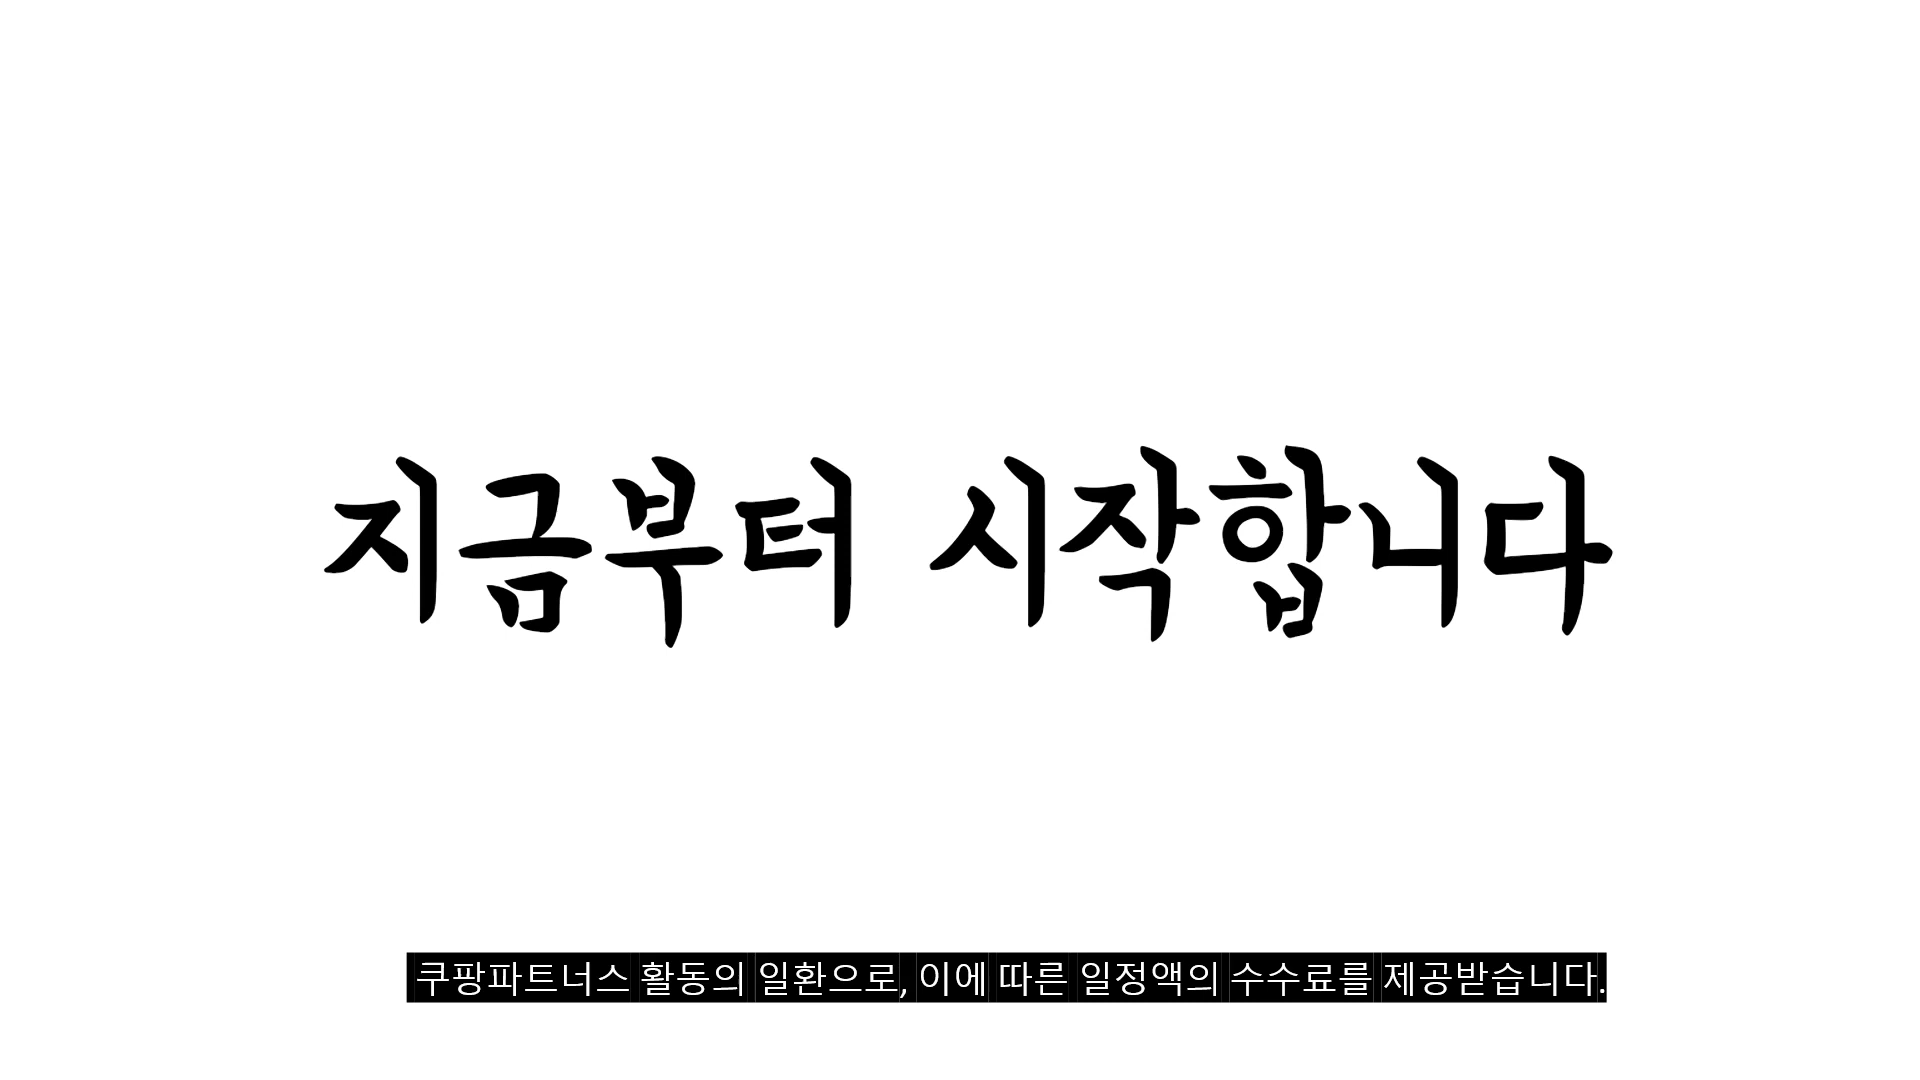 지금부터 시작합니다
쿠팡파트너스 활동의 일환으로, 이에 따른 일정액의 수수료를 제공받습니다.